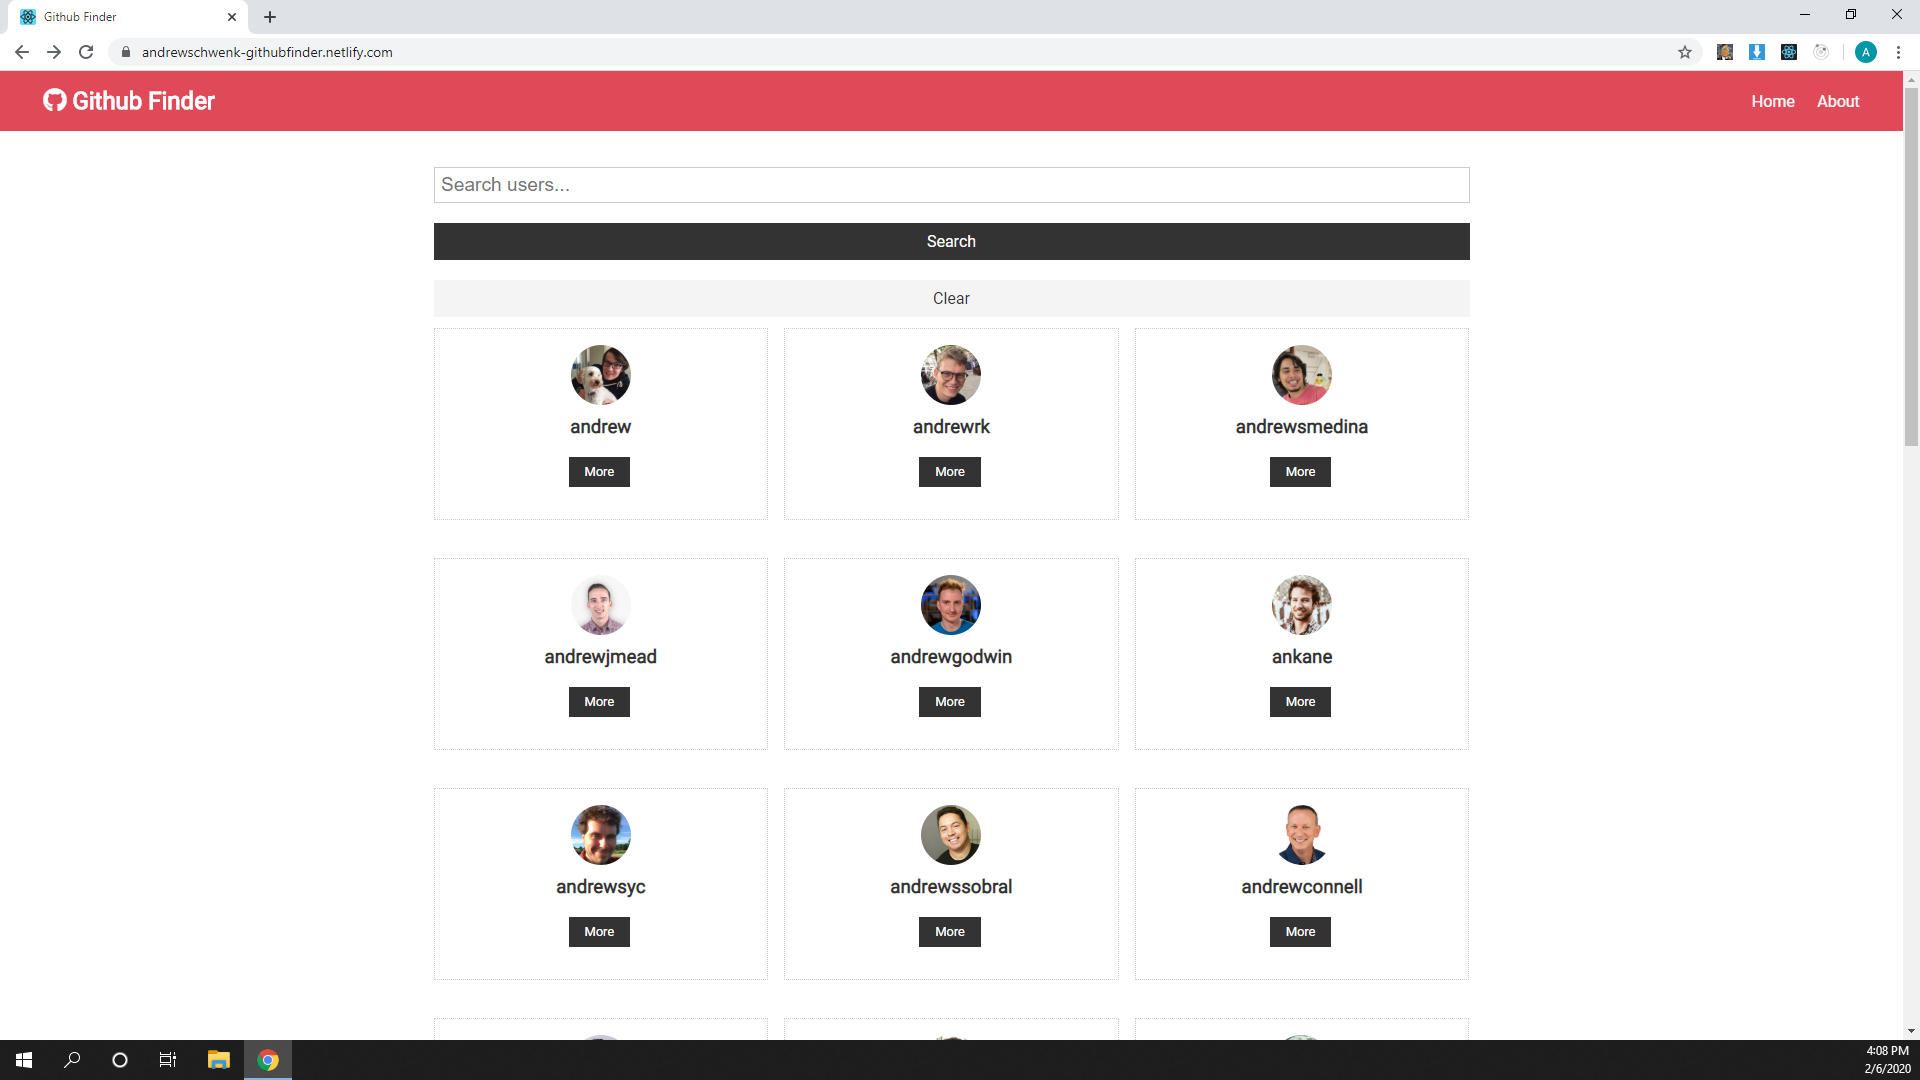 Github Finder
andrewschwenk-githubfinder.netlify.com
A
Github Finder
Home About
Search users...
Search
Clear
andrew andrewrk andrewsmedina
More More More
andrewjmead andrewgodwin ankane
More More More
andrewsyc andrewssobral andrewconnell
More More More
4:08 PM
2/6/2020